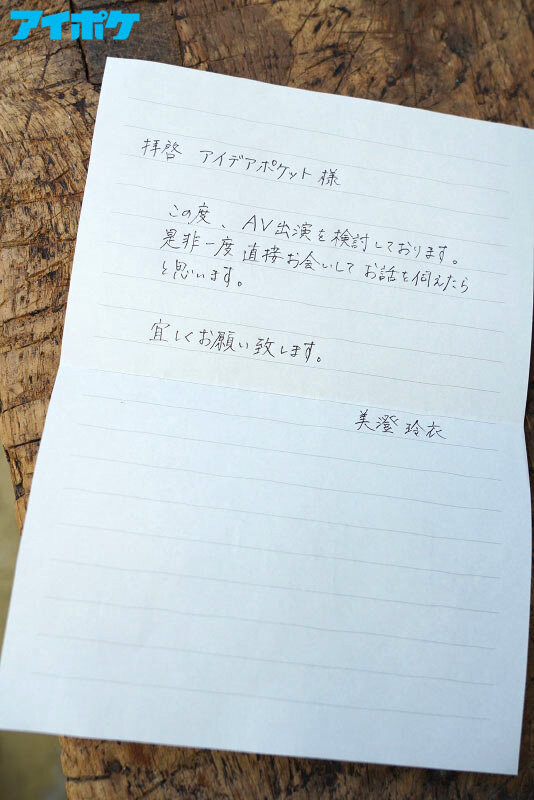 アイポケ
拝啓 アイデアポケット様
この度、AV出演を検討しております。
是非一度直接お会いしてお話を伺えたら
と思います。
宜しくお願い致します。
美澄玲衣